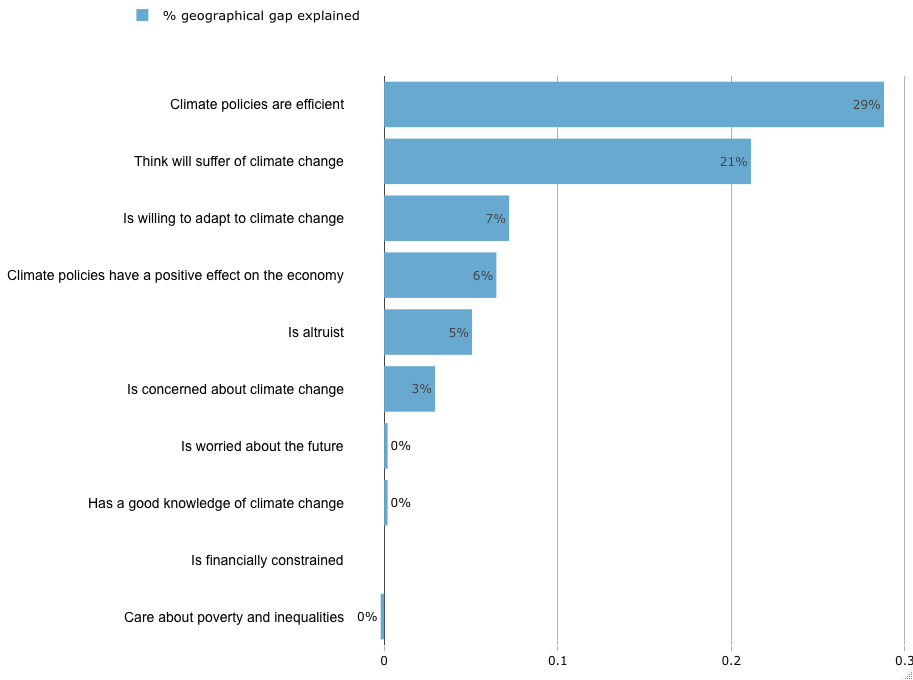 % geographical gap explained
Climate policies are efficient 29%
Think will suffer of climate change 21%
Is willing to adapt to climate change 7%
Climate policies have a positive effect on the economy 6%
Is altruist 5%
Is concerned about climate change 3%
Is worried about the future 0%
Has a good knowledge of climate change 0%
Is financially constrained
Care about poverty and inequalities 0%
0 0.1 0.2 0.3